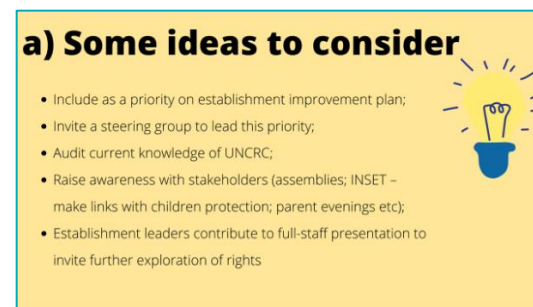 a) Some ideas to consider
• Include as a priority on establishment improvement plan;
• Invite a steering group to lead this priority;
• Audit current knowledge of UNCRC;
• Raise awareness with stakeholders (assemblies; INSET –
make links with children protection; parent evenings etc);
• Establishment leaders contribute to full-staff presentation to
invite further exploration of rights